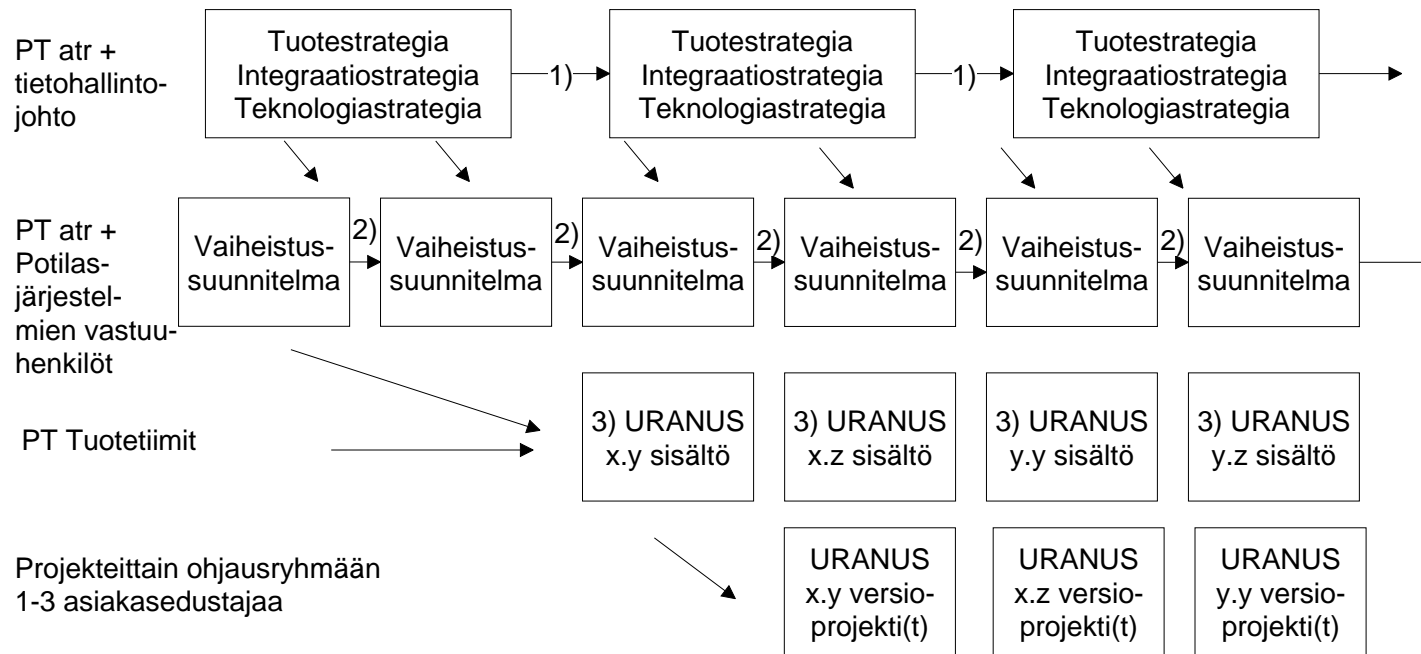 PT atr +
tietohallinto-
johto
Tuotestrategia
Integraatiostrategia
Teknologiastrategia
1)
Tuotestrategia
Integraatiostrategia
Teknologiastrategia
1)
Tuotestrategia
Integraatiostrategia
Teknologiastrategia
PT atr +
Potilas-
järjestel-
mien vastuu-
henkilöt
Vaiheistus-
suunnitelma
2)
Vaiheistus-
suunnitelma
2)
Vaiheistus-
suunnitelma
2)
Vaiheistus-
suunnitelma
2)
Vaiheistus-
suunnitelma
2)
Vaiheistus-
suunnitelma
PT Tuotetiimit
3) URANUS
x.y sisältö
3) URANUS
x.z sisältö
3) URANUS
y.y sisältö
3) URANUS
y.z sisältö
Projekteittain ohjausryhmään
1-3 asiakasedustajaa
URANUS
x.y versio-
projekti(t)
URANUS
x.z versio-
projekti(t)
URANUS
y.y versio-
projekti(t)